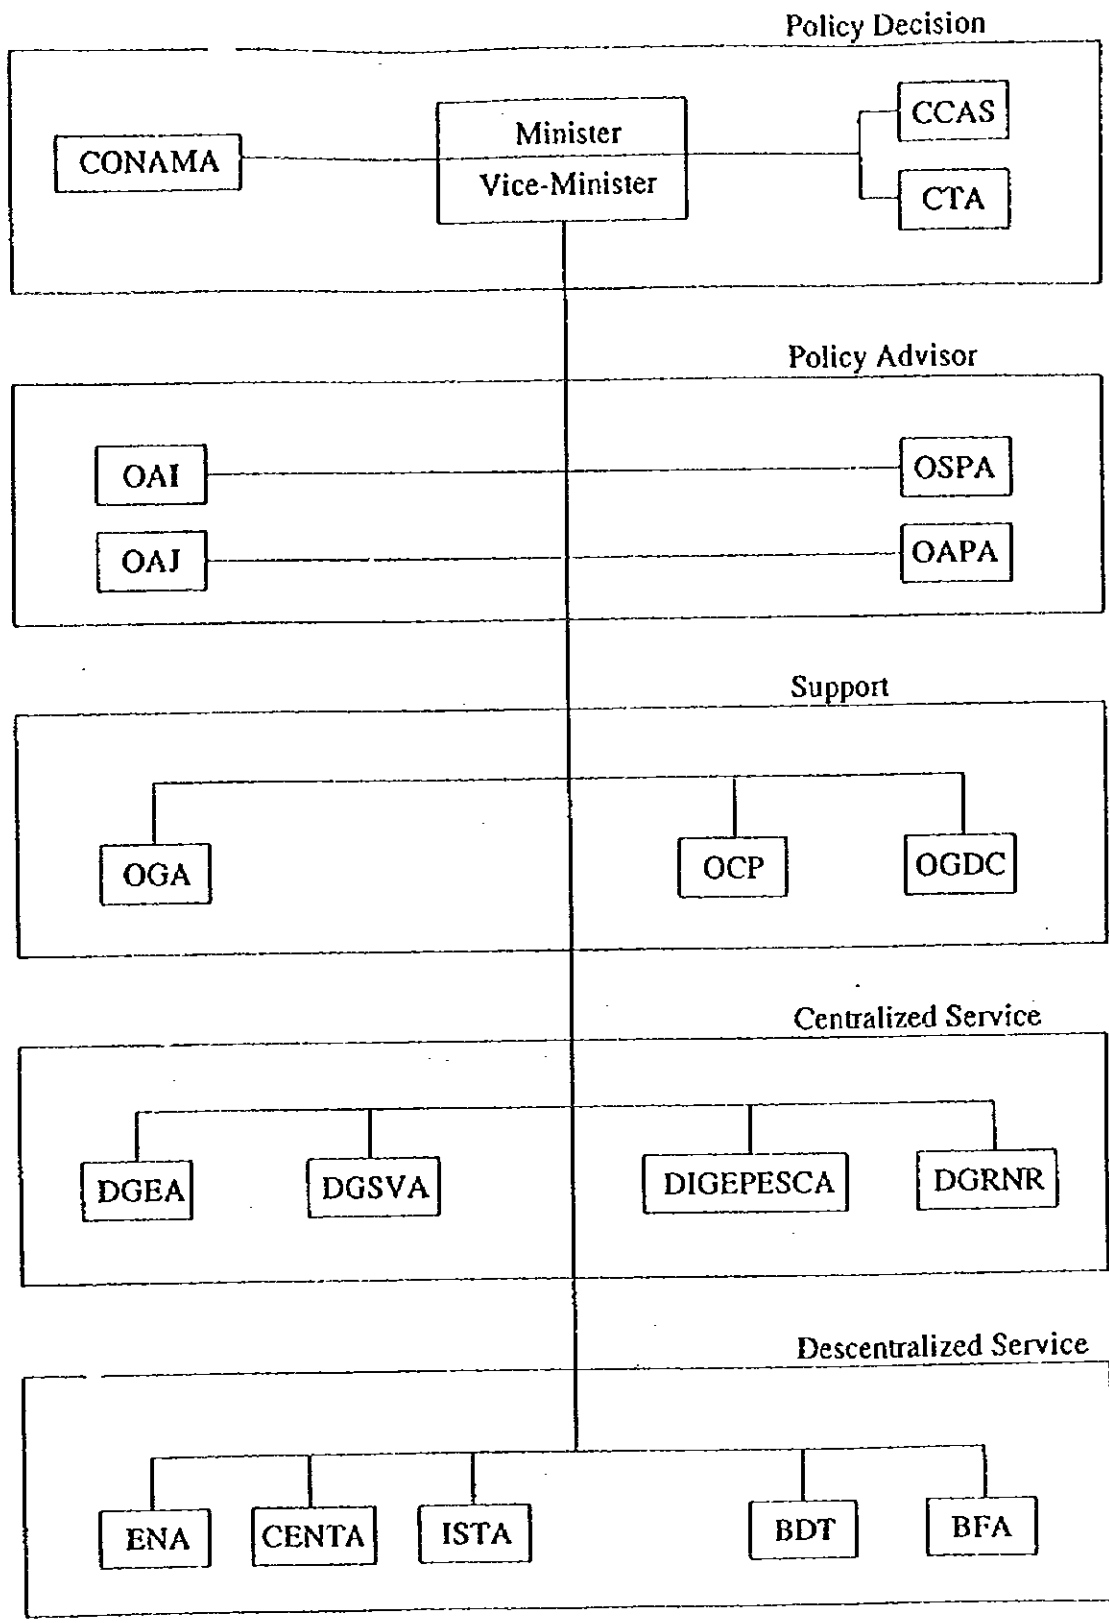 Policy Decision
CONAMA
Minister
Vice-Minister
CCAS
CTA
Policy Advisor
OAI
OSPA
OAJ
OAPA
Support
OGA
OCP
OGDC
Centralized Service
DGEA
DGSVA
DIGEPESCA
DGRNR
Descentralized Service
ENA
CENTA
ISTA
BDT
BFA